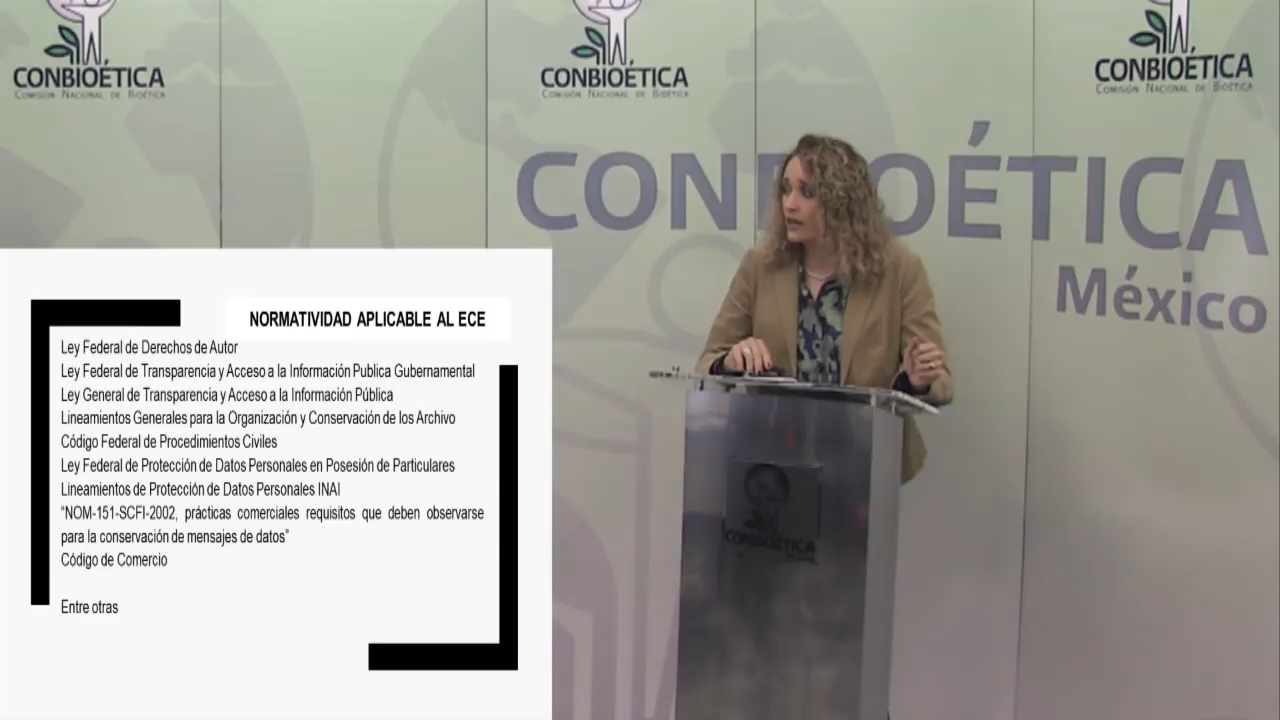 CONBIOÉTICA
COMISIÓN NACIONAL DE BIOÉTICA
CONBIOÉTICA
COMISIÓN NACIONAL DE BIOÉTICA
CONBIOÉTICA
COMISIÓN NACIONAL DE BIOÉTICA
CON OÉTICA
México
NORMATIVIDAD APLICABLE AL ECE
Ley Federal de Derechos de Autor
Ley Federal de Transparencia y Acceso a la Información Publica Gubernamental
Ley General de Transparencia y Acceso a la Información Pública
Lineamientos Generales para la Organización y Conservación de los Archivo
Código Federal de Procedimientos Civiles
Ley Federal de Protección de Datos Personales en Posesión de Particulares
Lineamientos de Protección de Datos Personales INAI
“NOM-151-SCFI-2002, prácticas comerciales requisitos que deben observarse
para la conservación de mensajes de datos”
Código de Comercio
Entre otras
CONBIOÉTICA